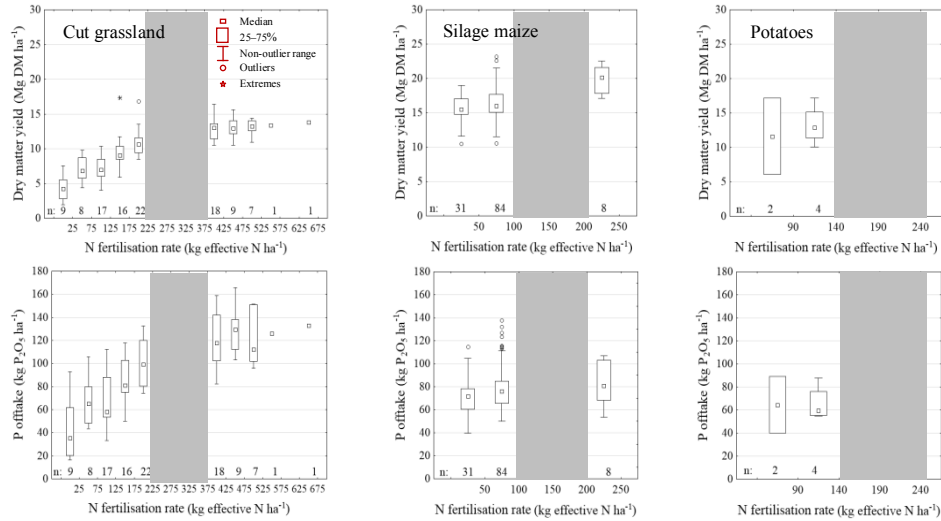 Cut grassland
Median
25–75%
Non-outlier range
Outliers
Extremes
Dry matter yield (Mg DM ha⁻¹)
30
25
20
15
10
5
0
n: 9 8 17 16 22 18 9 7 1 1
25 75 125 175 225 275 325 375 425 475 525 575 625 675
N fertilisation rate (kg effective N ha⁻¹)
Silage maize
Dry matter yield (Mg DM ha⁻¹)
30
25
20
15
10
5
0
n: 31 84 8
50 100 150 200 250
N fertilisation rate (kg effective N ha⁻¹)
Potatoes
Dry matter yield (Mg DM ha⁻¹)
30
25
20
15
10
5
0
n: 2 4
90 140 190 240
N fertilisation rate (kg effective N ha⁻¹)
P offtake (kg P₂O₅ ha⁻¹)
180
160
140
120
100
80
60
40
20
0
n: 9 8 17 16 22 18 9 7 1 1
25 75 125 175 225 275 325 375 425 475 525 575 625 675
N fertilisation rate (kg effective N ha⁻¹)
P offtake (kg P₂O₅ ha⁻¹)
180
160
140
120
100
80
60
40
20
0
n: 31 84 8
50 100 150 200 250
N fertilisation rate (kg effective N ha⁻¹)
P offtake (kg P₂O₅ ha⁻¹)
180
160
140
120
100
80
60
40
20
0
n: 2 4
90 140 190 240
N fertilisation rate (kg effective N ha⁻¹)